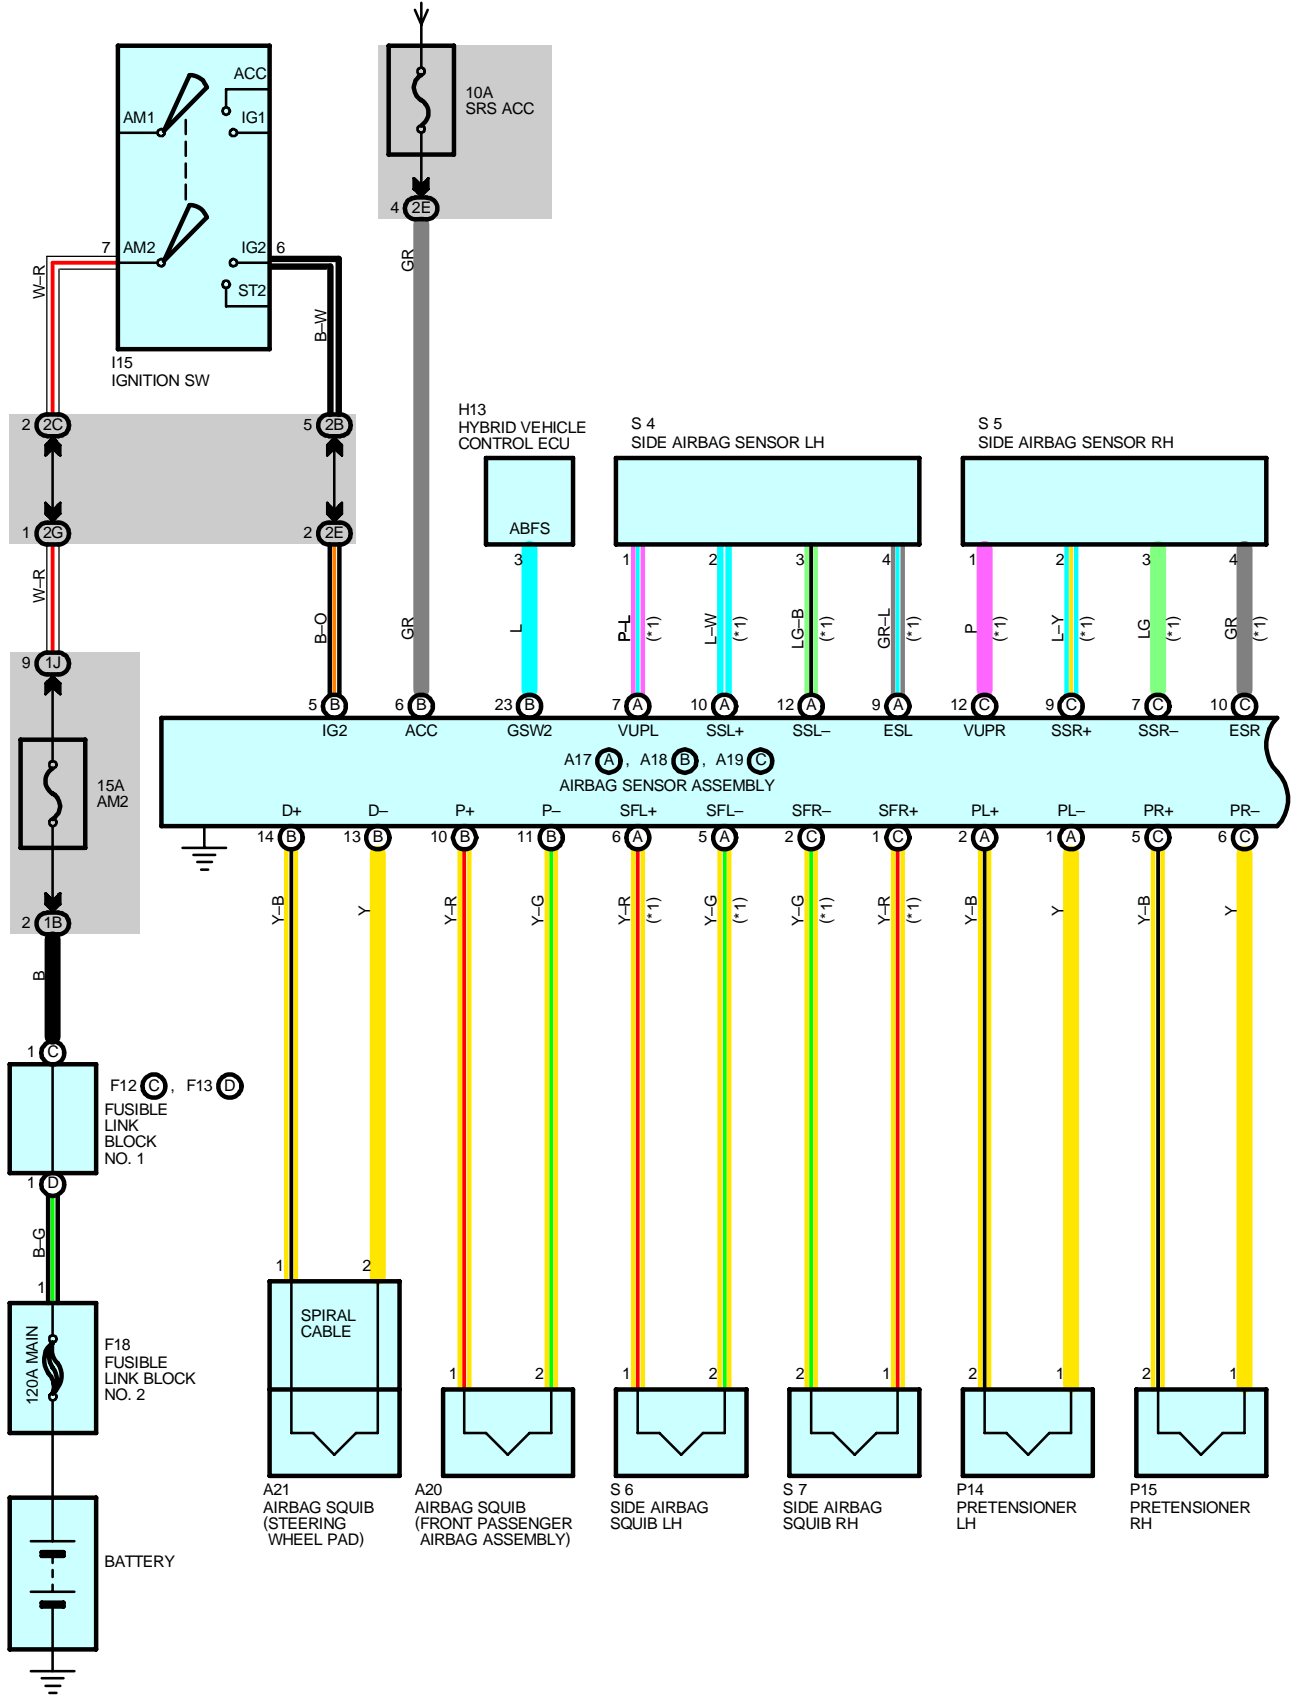 ACC
AM1
IG1
7
AM2
IG2
6
ST2
I15
IGNITION SW
10A
SRS ACC
4 2E
GR
W–R
B–W
2 2C
5 2B
1 2G
2 2E
W–R
B–O
GR
9 1J
15A
AM2
2 1B
B
1 C
F12 C , F13 D
FUSIBLE
LINK
BLOCK
NO. 1
1 D
B–G
1
120A MAIN
F18
FUSIBLE
LINK BLOCK
NO. 2
BATTERY
H13
HYBRID VEHICLE
CONTROL ECU
ABFS
3
L
S 4
SIDE AIRBAG SENSOR LH
1 2 3 4
P–L (*1)
L–W (*1)
LG–B (*1)
GR–L (*1)
S 5
SIDE AIRBAG SENSOR RH
1 2 3 4
P (*1)
L–Y (*1)
LG (*1)
GR (*1)
5 B 6 B 23 B 7 A 10 A 12 A 9 A 12 C 9 C 7 C 10 C
IG2 ACC GSW2 VUPL SSL+ SSL– ESL VUPR SSR+ SSR– ESR
A17 A , A18 B , A19 C
AIRBAG SENSOR ASSEMBLY
D+ D– P+ P– SFL+ SFL– SFR– SFR+ PL+ PL– PR+ PR–
14 B 13 B 10 B 11 B 6 A 5 A 2 C 1 C 2 A 1 A 5 C 6 C
Y–B
Y
Y–R
Y–G
Y–R (*1)
Y–G (*1)
Y–G (*1)
Y–R (*1)
Y–B
Y
Y–B
Y
1 2
SPIRAL
CABLE
1 2 1 2 2 1 2 1 2 1
A21
AIRBAG SQUIB
(STEERING
WHEEL PAD)
A20
AIRBAG SQUIB
(FRONT PASSENGER
AIRBAG ASSEMBLY)
S 6
SIDE AIRBAG
SQUIB LH
S 7
SIDE AIRBAG
SQUIB RH
P14
PRETENSIONER
LH
P15
PRETENSIONER
RH